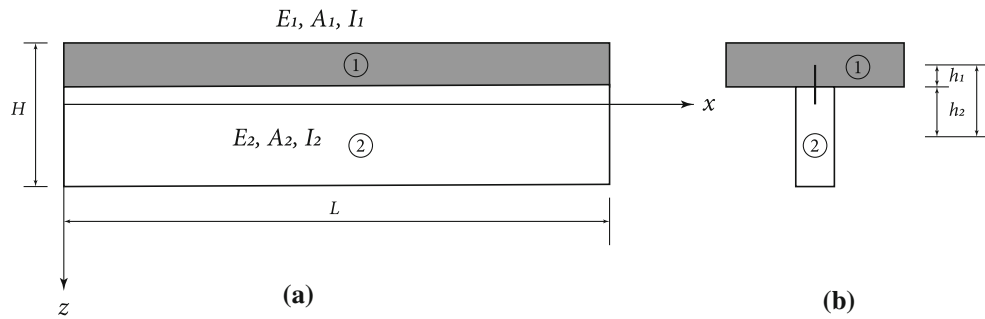 E₁, A₁, I₁
①
H
x
E₂, A₂, I₂
②
L
z
(a)
①
h₁
h₂
②
(b)